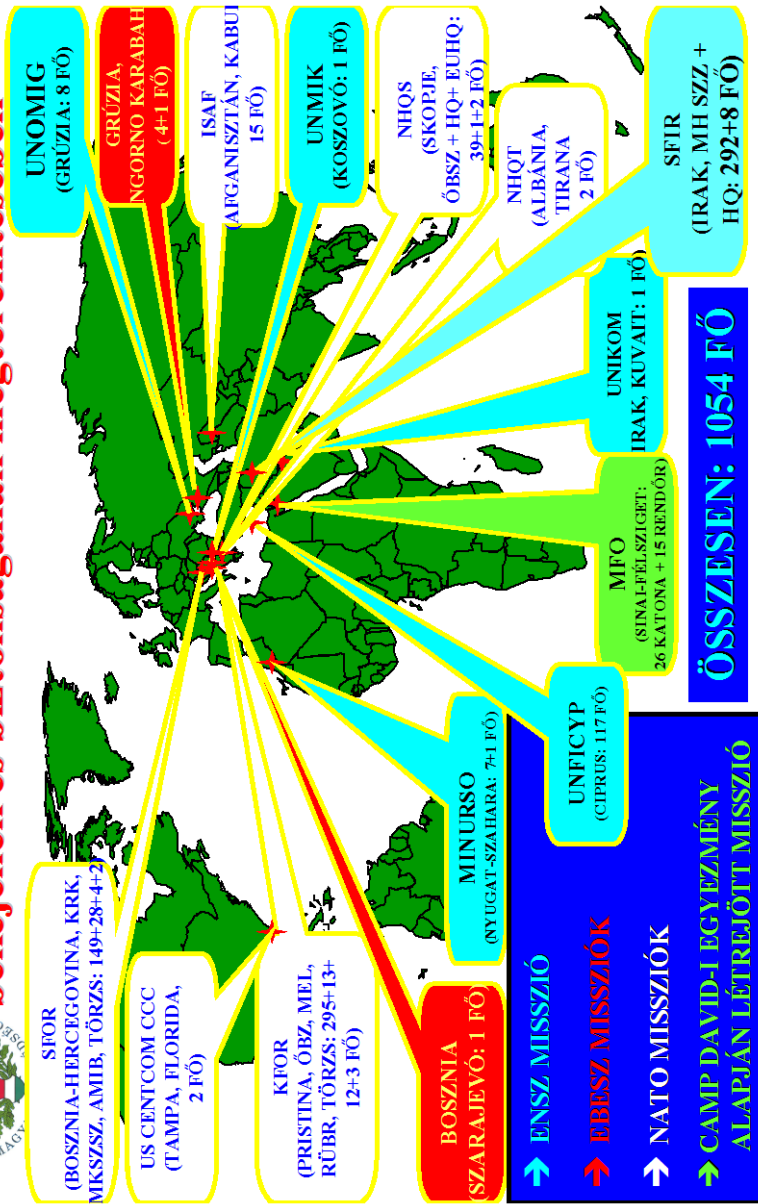 békéjének és biztonságának megteremtésében
SFOR
(BOSZNIA-HERCEGOVINA, KRK,
MKSZSZ, AMIB, TÖRZS: 149+28+4+2
US CENTCOM CCC
(TAMPA, FLORIDA,
2 FŐ)
KFOR
(PRISTINA, ŐBZ, MEL,
RÜBR, TÖRZS: 295+13+
12+3 FŐ)
BOSZNIA
(SZARAJEVÓ: 1 FŐ)
MINURSO
(NYUGAT-SZAHARA: 7+1 FŐ)
UNFICYP
(CIPRUS: 117 FŐ)
MFO
(SINAI-FÉLSZIGET:
26 KATONA + 15 RENDŐR)
UNIKOM
IRAK, KUVAIT: 1 FŐ)
SFIR
(IRAK, MH SZZ +
HQ: 292+8 FŐ)
NHQT
(ALBÁNIA,
TIRANA
2 FŐ)
NHQS
(SKOPJE,
ŐBSZ + HQ+ EUHQ:
39+1+2 FŐ)
UNMIK
(KOSZOVÓ: 1 FŐ)
ISAF
(AFGANISZTÁN, KABUL
15 FŐ)
GRÚZIA,
NGORNO KARABAH
(4+1 FŐ)
UNOMIG
(GRÚZIA: 8 FŐ)
ENSZ MISSZIÓ
EBESZ MISSZIÓK
NATO MISSZIÓK
CAMP DAVID-I EGYEZMÉNY
ALAPJÁN LÉTREJÖTT MISSZIÓ
ÖSSZESEN: 1054 FŐ